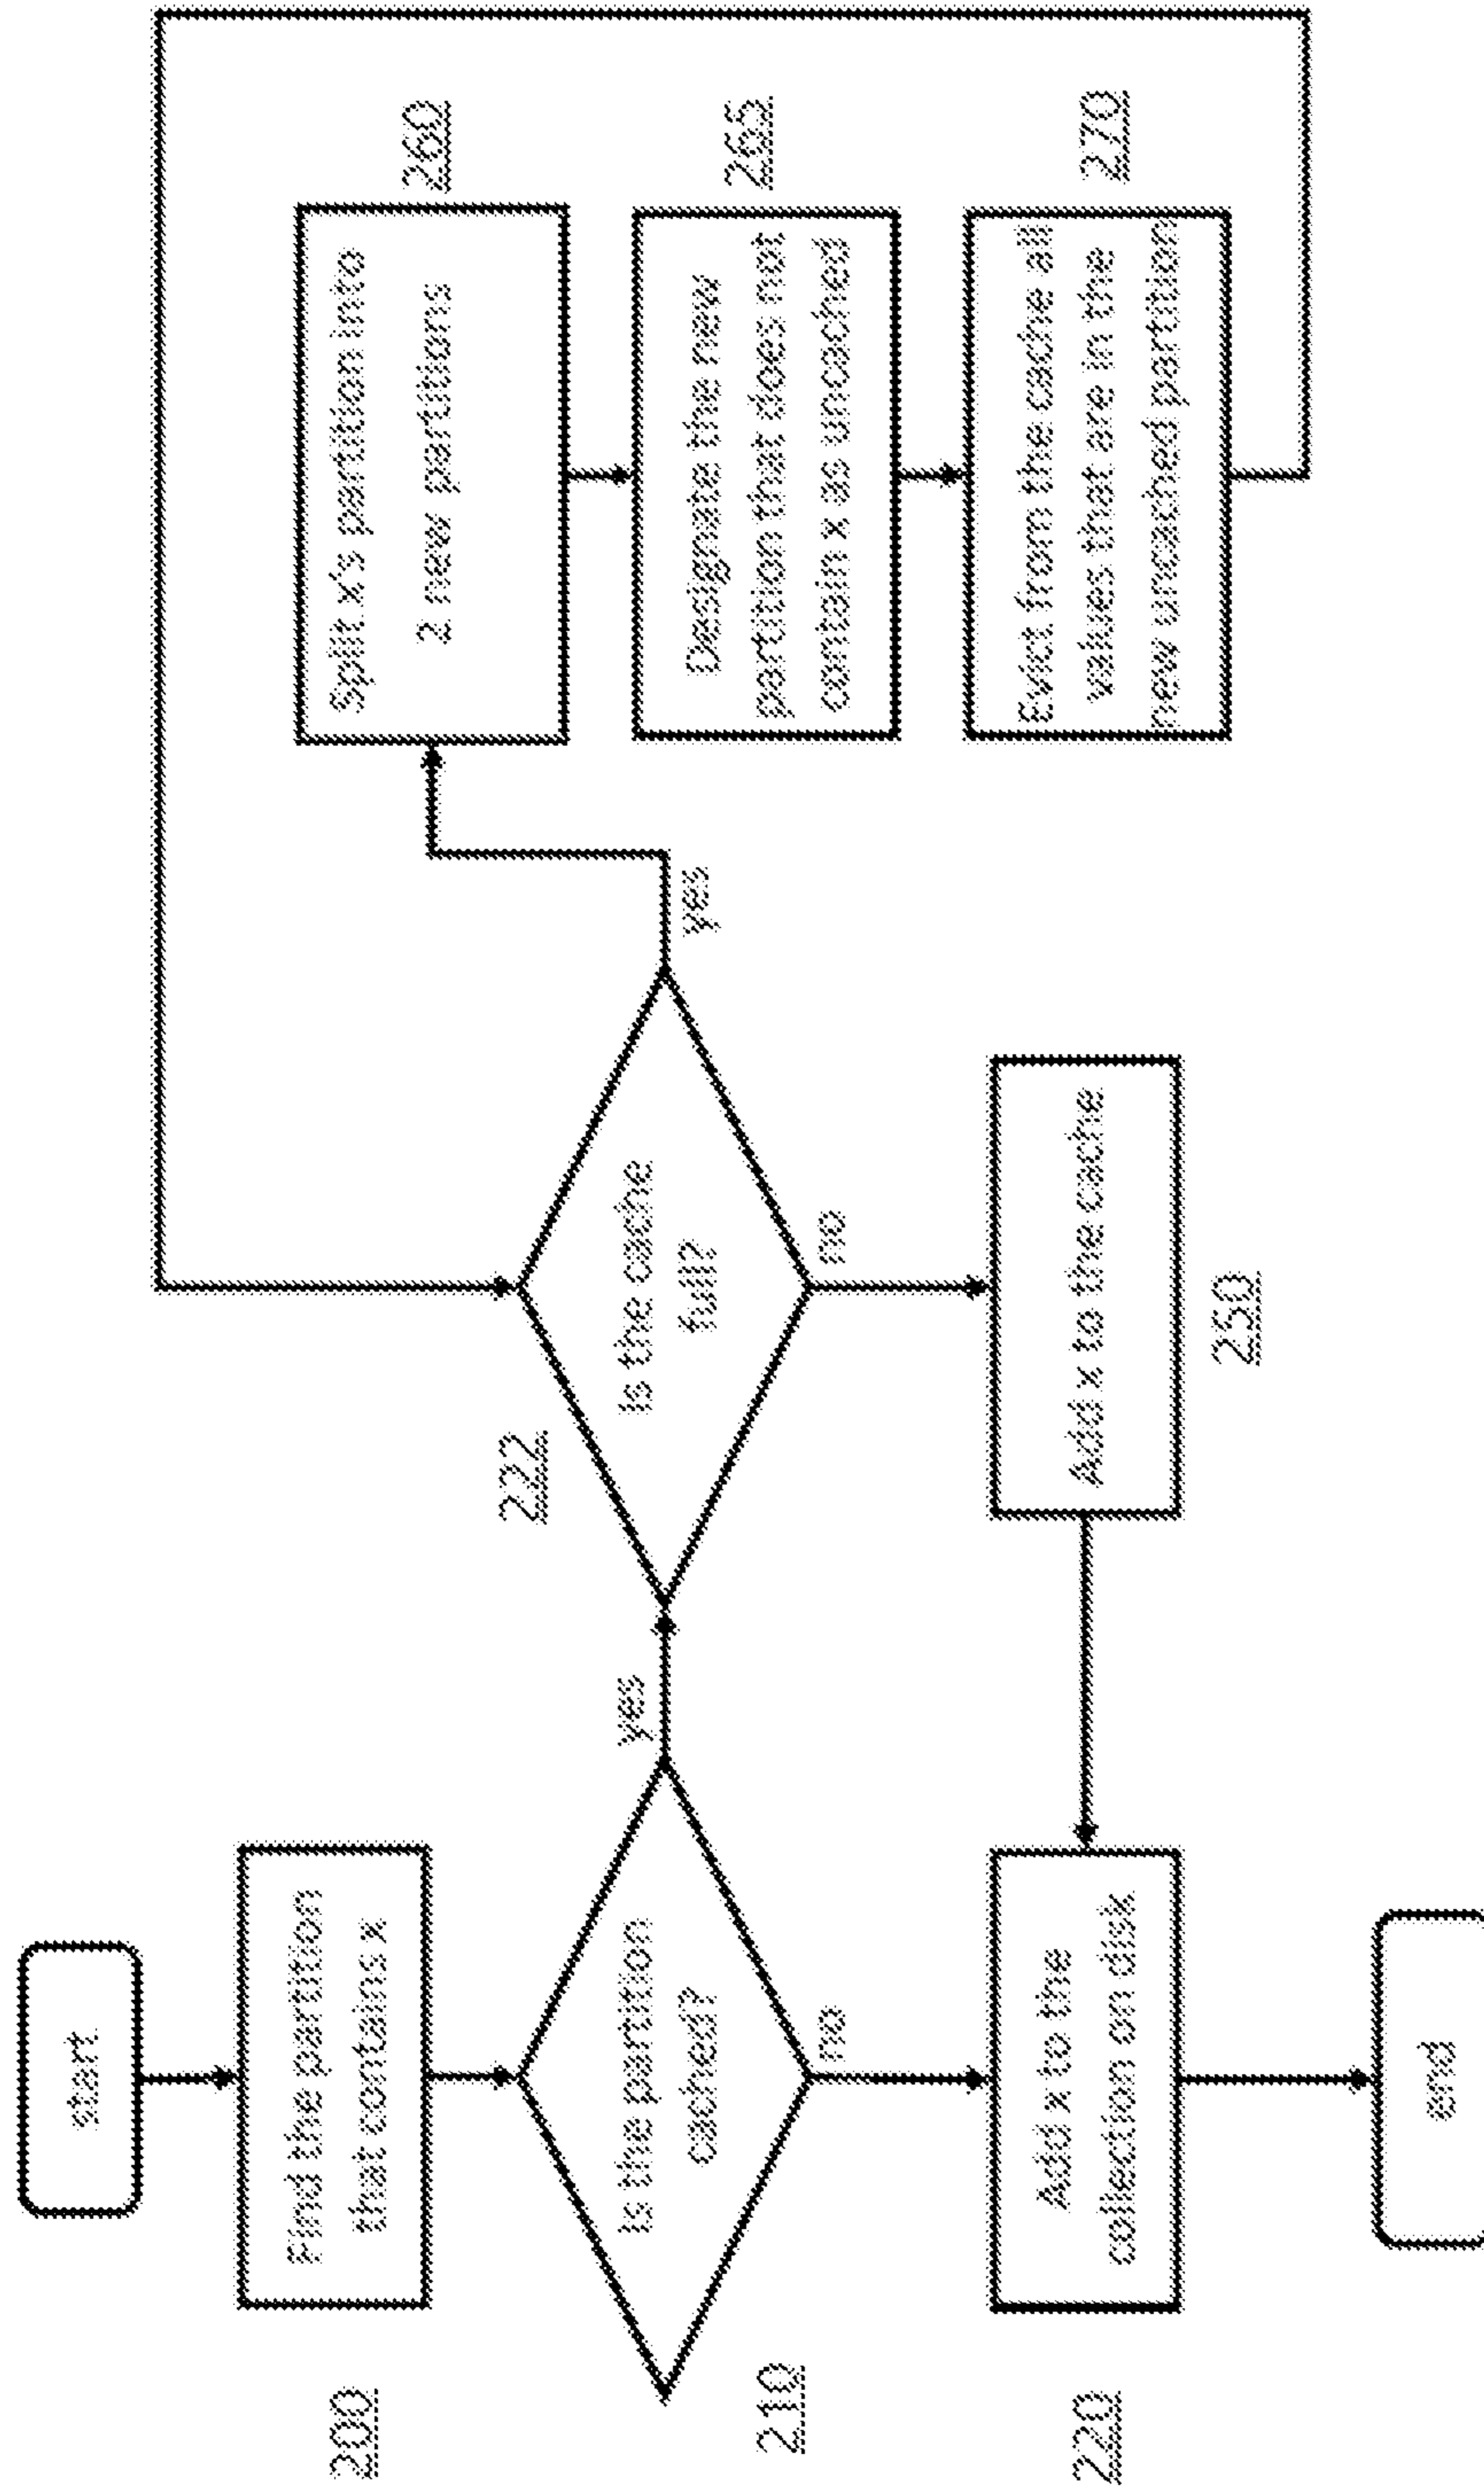 start
200
Find the partition
that contains x
210
Is the partition
cached?
yes
no
220
Add x to the
collection on disk
end
222
Is the cache
full?
yes
no
Add x to the cache
250
Split x's partition into
2 new partitions
260
Designate the new
partition that does not
contain x as uncached
265
Evict from the cache all
values that are in the
new uncached partition
270